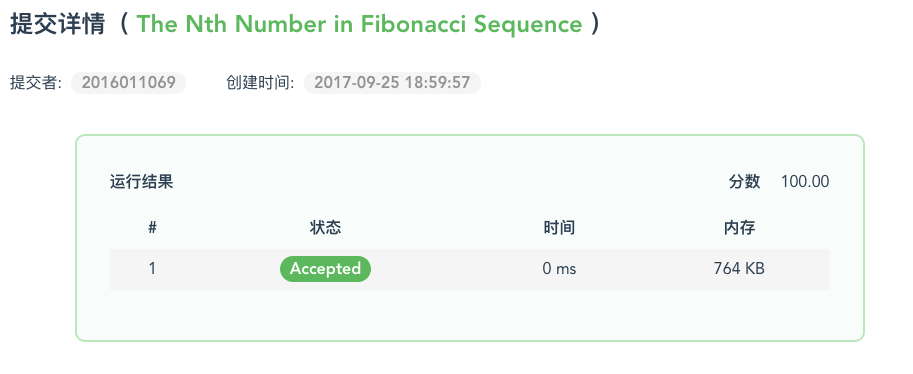 提交详情（ The Nth Number in Fibonacci Sequence ）
提交者: 2016011069 创建时间: 2017-09-25 18:59:57
运行结果 分数 100.00
# 状态 时间 内存
1 Accepted 0 ms 764 KB